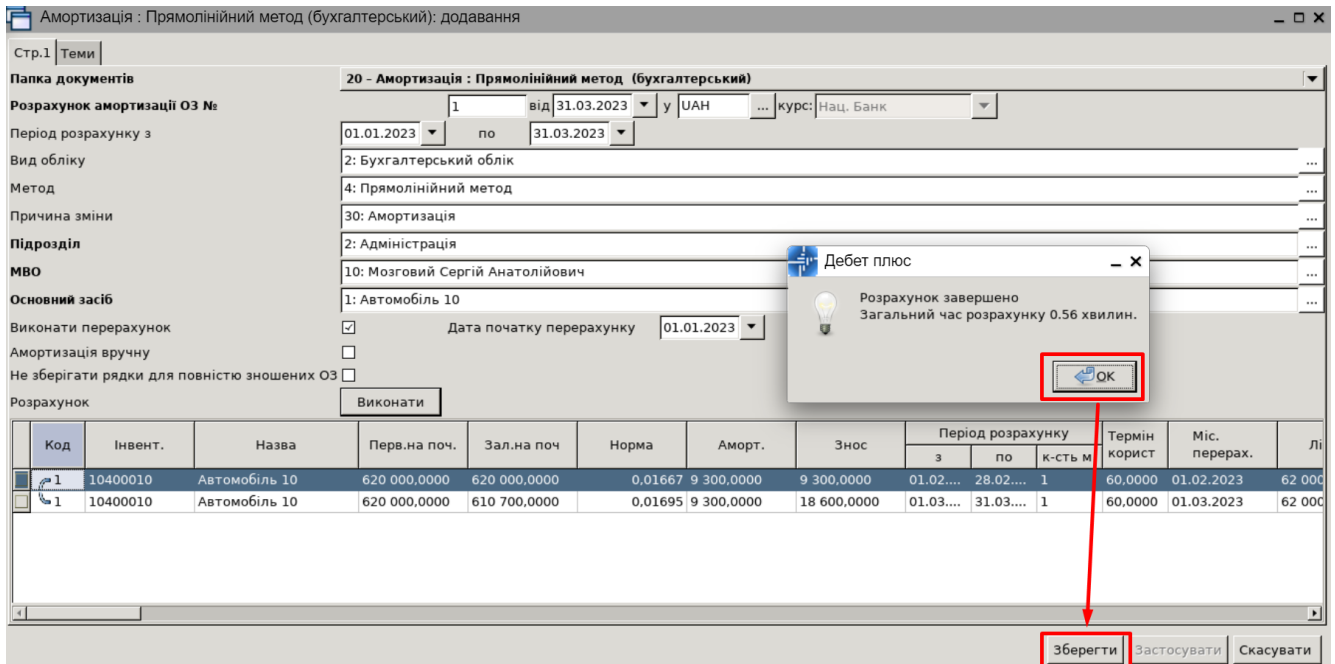 Амортизація : Прямолінійний метод (бухгалтерський): додавання
Стр.1 Теми
Папка документів 20 - Амортизація : Прямолінійний метод (бухгалтерський)
Розрахунок амортизації ОЗ № 1 від 31.03.2023 у UAH ... курс: Нац. Банк
Період розрахунку з 01.01.2023 по 31.03.2023
Вид обліку 2: Бухгалтерський облік ...
Метод 4: Прямолінійний метод ...
Причина зміни 30: Амортизація ...
Підрозділ 2: Адміністрація ...
МВО 10: Мозговий Сергій Анатолійович ...
Основний засіб 1: Автомобіль 10 ...
Виконати перерахунок Дата початку перерахунку 01.01.2023
Амортизація вручну
Не зберігати рядки для повністю зношених ОЗ
Розрахунок Виконати
Дебет плюс
Розрахунок завершено
Загальний час розрахунку 0.56 хвилин.
OK
Код Інвент. Назва Перв.на поч. Зал.на поч Норма Аморт. Знос Період розрахунку Термін корист Міс. перерах. Лі
з по к-сть м
1 10400010 Автомобіль 10 620 000,0000 620 000,0000 0,01667 9 300,0000 9 300,0000 01.02.... 28.02.... 1 60,0000 01.02.2023 62 000
1 10400010 Автомобіль 10 620 000,0000 610 700,0000 0,01695 9 300,0000 18 600,0000 01.03.... 31.03.... 1 60,0000 01.03.2023 62 000
Зберегти Застосувати Скасувати